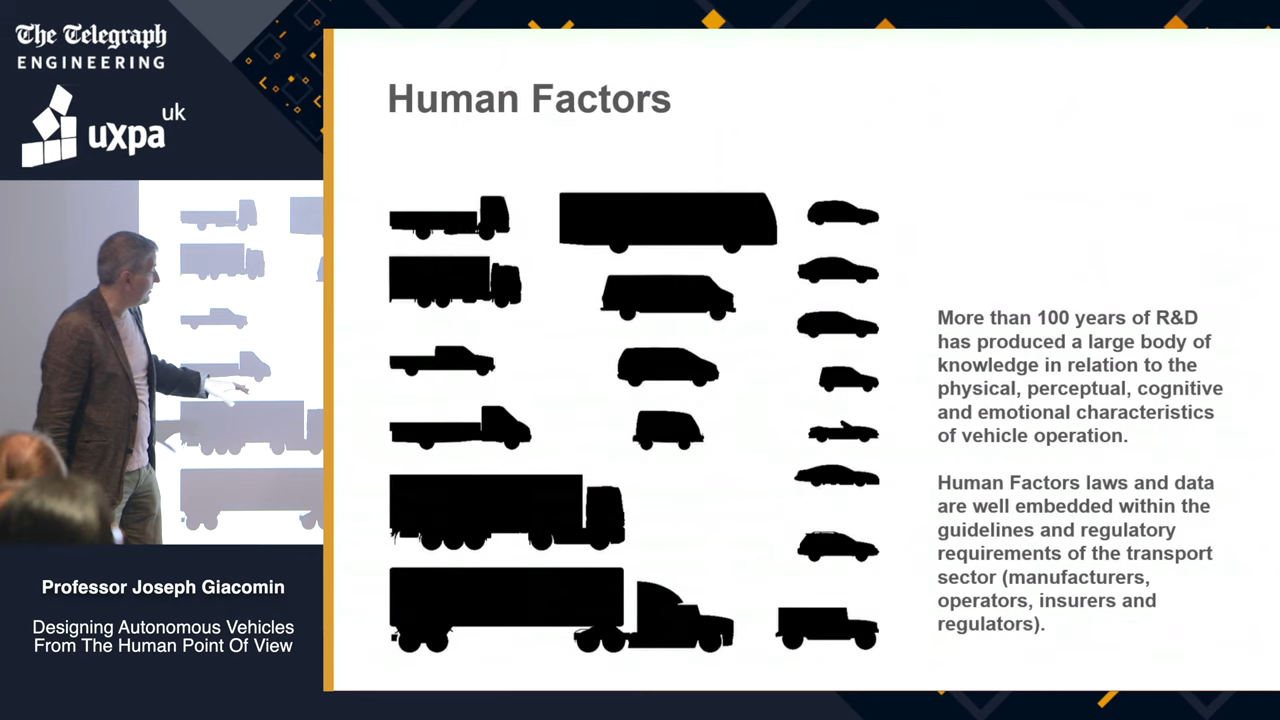 The Telegraph
ENGINEERING
uxpa uk
Human Factors
More than 100 years of R&D
has produced a large body of
knowledge in relation to the
physical, perceptual, cognitive
and emotional characteristics
of vehicle operation.
Human Factors laws and data
are well embedded within the
guidelines and regulatory
requirements of the transport
sector (manufacturers,
operators, insurers and
regulators).
Professor Joseph Giacomin
Designing Autonomous Vehicles
From The Human Point Of View